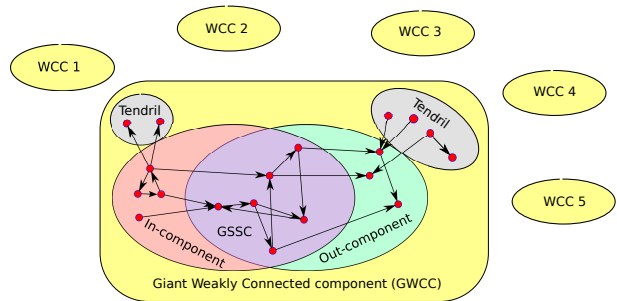 WCC 2
WCC 3
WCC 1
WCC 4
Tendril
Tendril
WCC 5
GSSC
In-component
Out-component
Giant Weakly Connected component (GWCC)